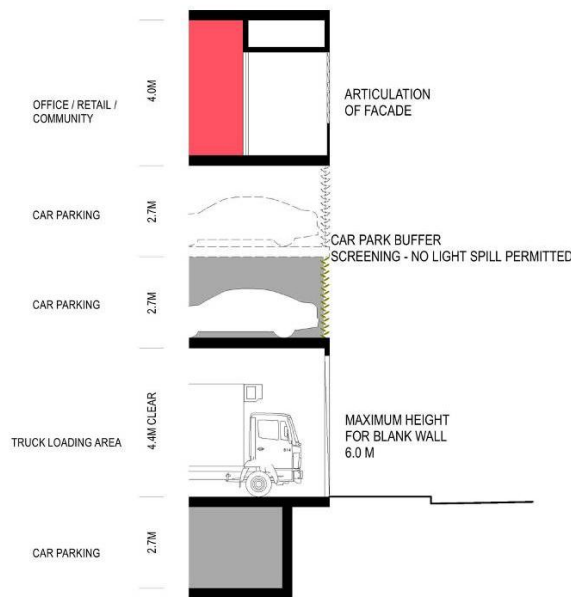 OFFICE / RETAIL /
COMMUNITY
4.0M
ARTICULATION
OF FACADE
CAR PARKING
2.7M
CAR PARK BUFFER
SCREENING - NO LIGHT SPILL PERMITTED
CAR PARKING
2.7M
TRUCK LOADING AREA
4.4M CLEAR
MAXIMUM HEIGHT
FOR BLANK WALL
6.0 M
CAR PARKING
2.7M